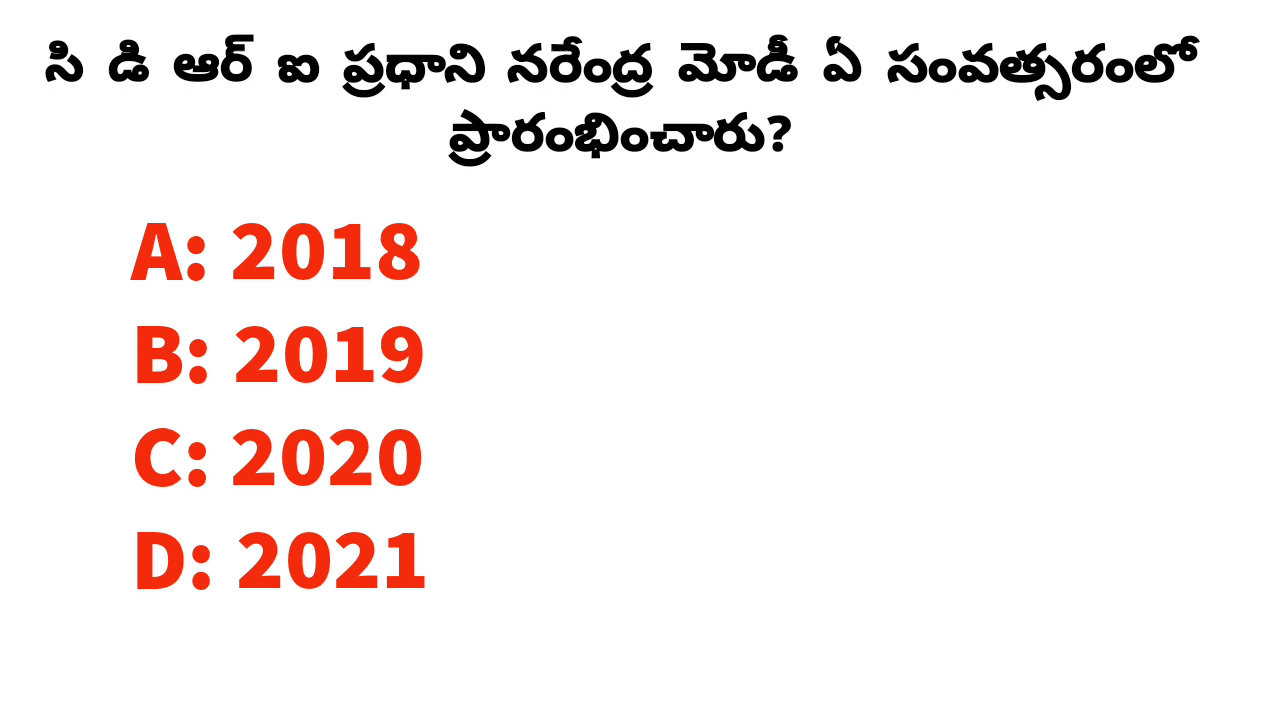 సి డి ఆర్ ఐ ప్రధాని నరేంద్ర మోడీ ఏ సంవత్సరంలో
ప్రారంభించారు?
A: 2018
B: 2019
C: 2020
D: 2021